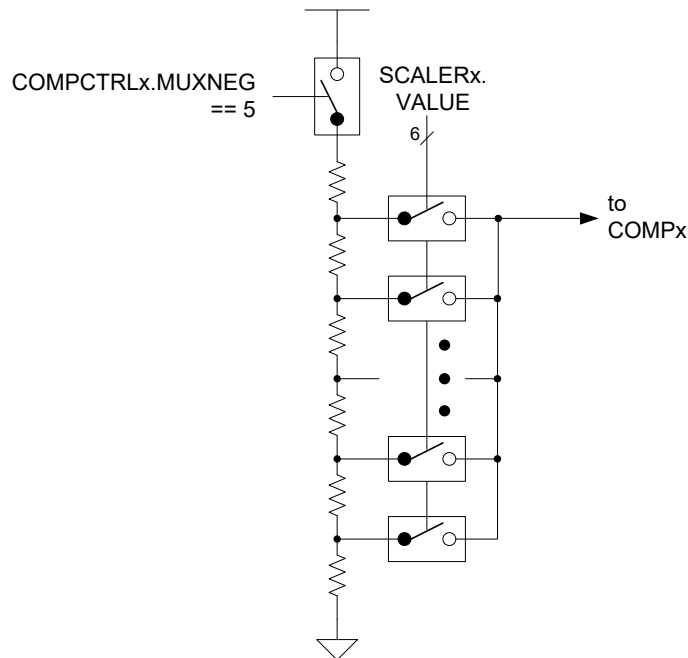 COMPCTRLx.MUXNEG
== 5
SCALERx.
VALUE
6
to
COMPx